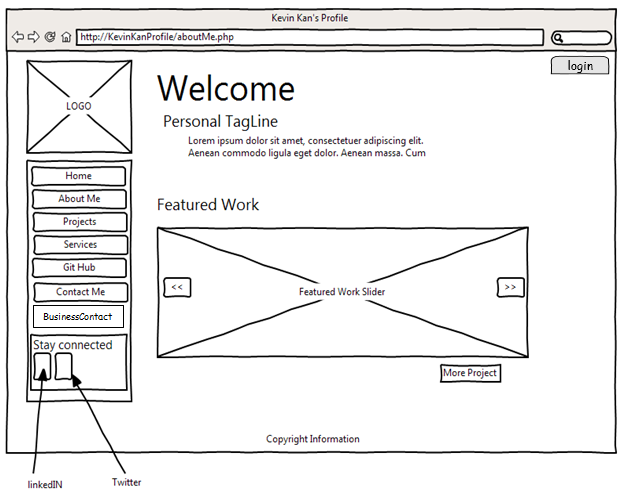 Kevin Kan's Profile
http://KevinKanProfile/aboutMe.php
login
LOGO
Welcome
Personal TagLine
Lorem ipsum dolor sit amet, consectetuer adipiscing elit.
Aenean commodo ligula eget dolor. Aenean massa. Cum
Home
About Me
Projects
Services
Git Hub
Contact Me
BusinessContact
Stay connected
Featured Work
<<
Featured Work Slider
>>
More Project
Copyright Information
linkedIN
Twitter